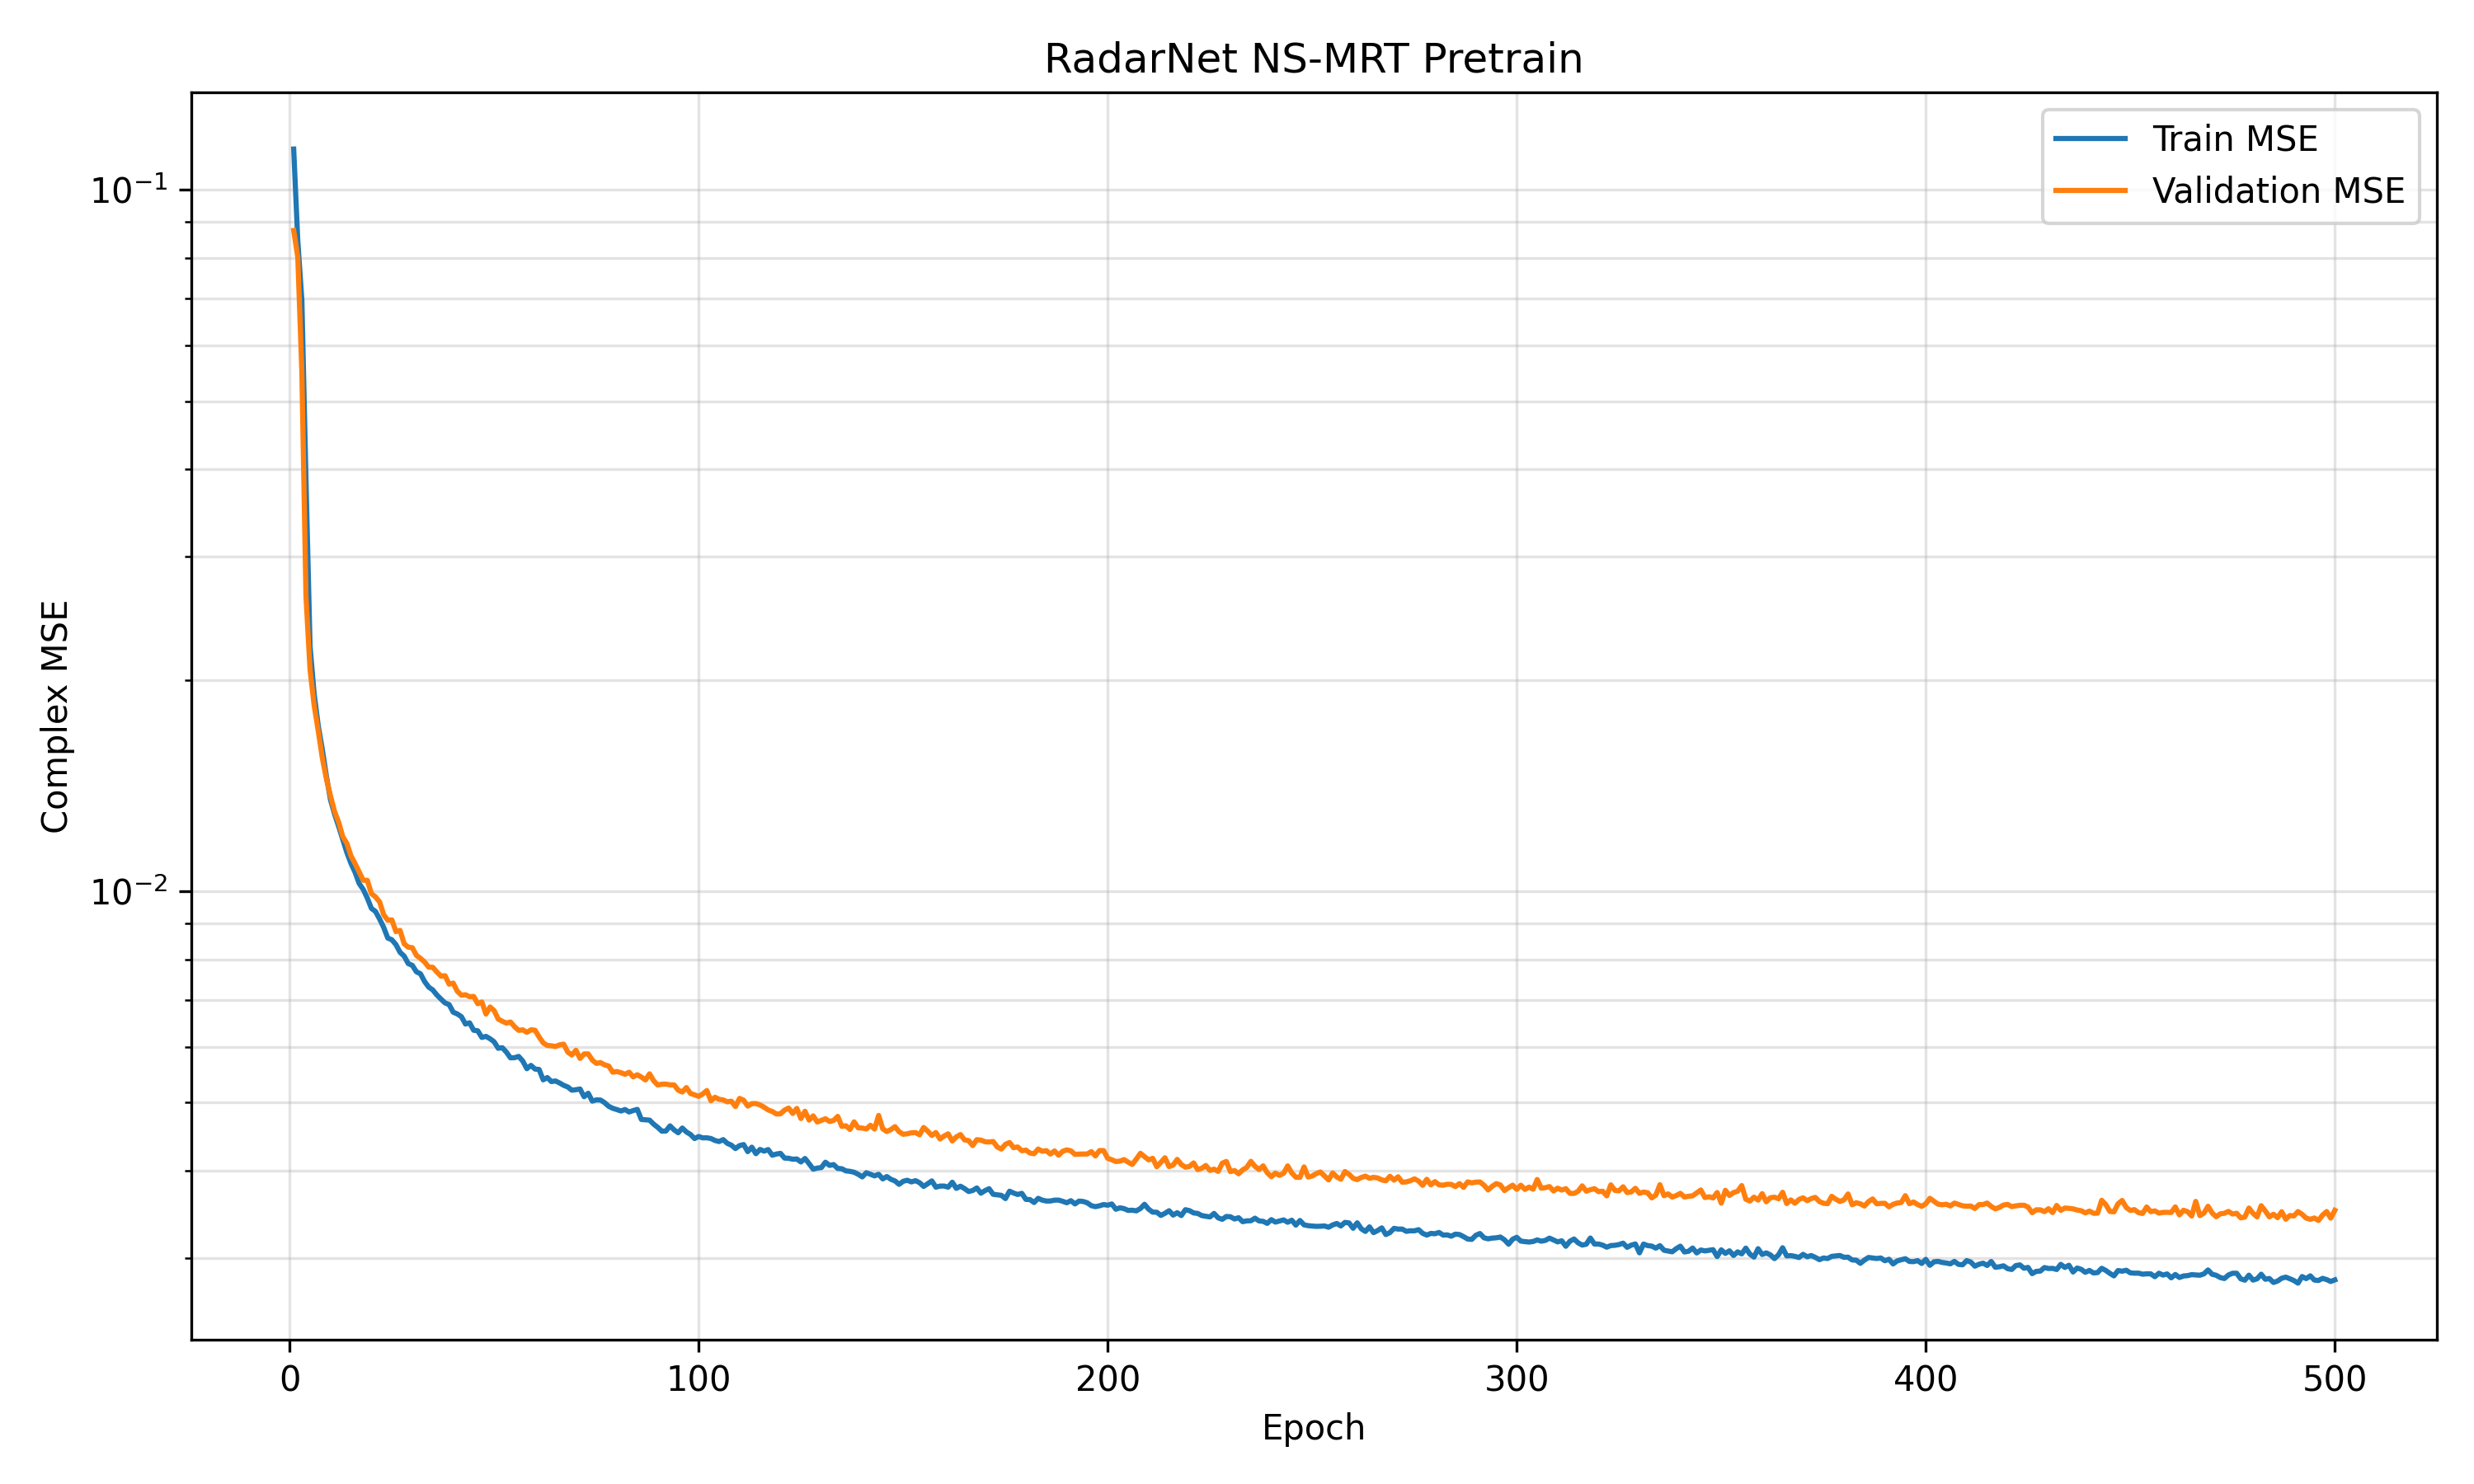 RadarNet NS-MRT Pretrain
Train MSE
Validation MSE
Complex MSE
10⁻¹
10⁻²
0 100 200 300 400 500
Epoch